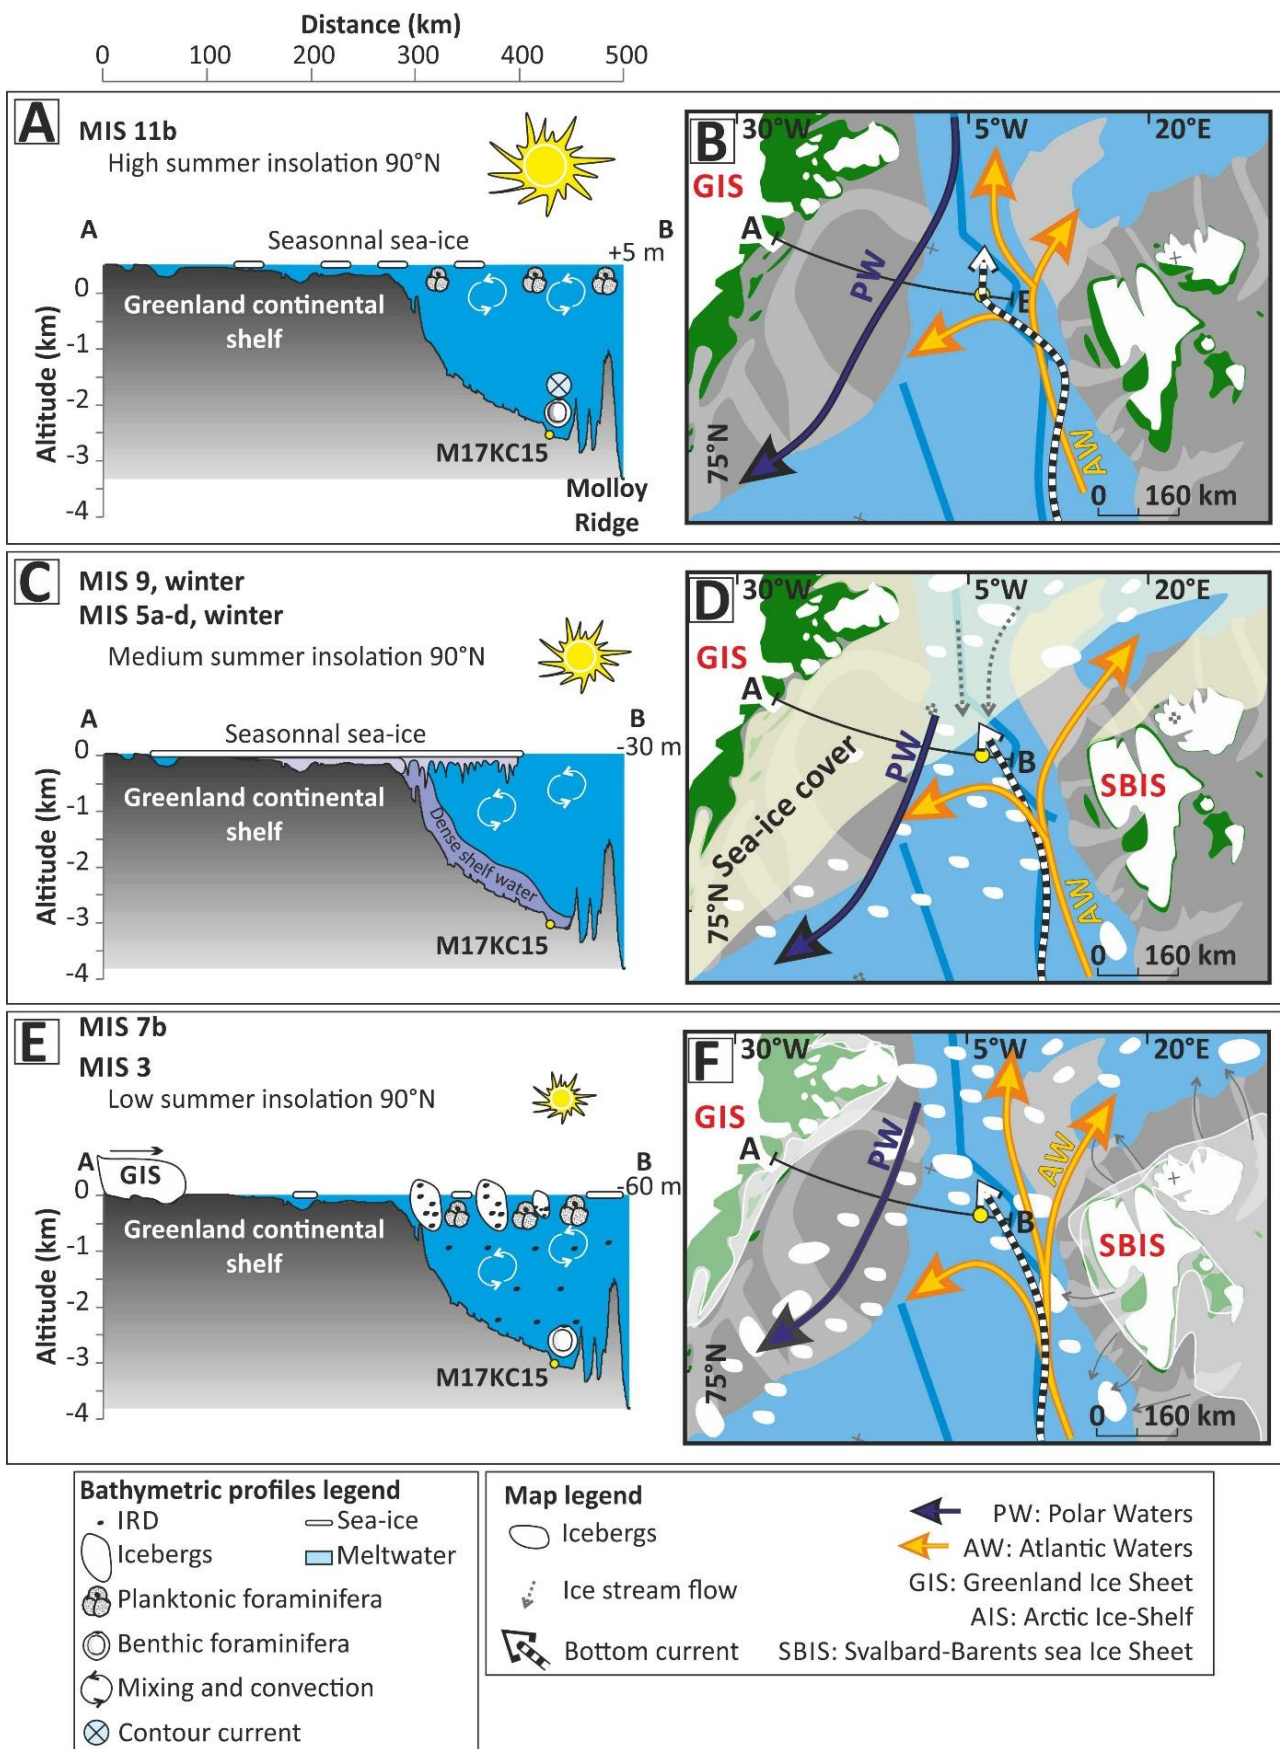 Distance (km)
0 100 200 300 400 500
A
MIS 11b
High summer insolation 90°N
A
B
Seasonnal sea-ice
+5 m
0
-1
-2
-3
-4
Altitude (km)
Greenland continental
shelf
M17KC15
Molloy
Ridge
B
30°W
5°W
20°E
GIS
A
PW
B
75°N
AW
0 160 km
C
MIS 9, winter
MIS 5a-d, winter
Medium summer insolation 90°N
A
B
Seasonnal sea-ice
-30 m
0
-1
-2
-3
-4
Altitude (km)
Greenland continental
shelf
Dense shelf water
M17KC15
D
30°W
5°W
20°E
GIS
A
PW
B
SBIS
Sea-ice cover
75°N
AW
0 160 km
E
MIS 7b
MIS 3
Low summer insolation 90°N
A
B
GIS
-60 m
0
-1
-2
-3
-4
Altitude (km)
Greenland continental
shelf
M17KC15
F
30°W
5°W
20°E
GIS
A
PW
AW
B
SBIS
75°N
0 160 km
Bathymetric profiles legend
IRD
Sea-ice
Icebergs
Meltwater
Planktonic foraminifera
Benthic foraminifera
Mixing and convection
Contour current
Map legend
Icebergs
Ice stream flow
Bottom current
PW: Polar Waters
AW: Atlantic Waters
GIS: Greenland Ice Sheet
AIS: Arctic Ice-Shelf
SBIS: Svalbard-Barents sea Ice Sheet